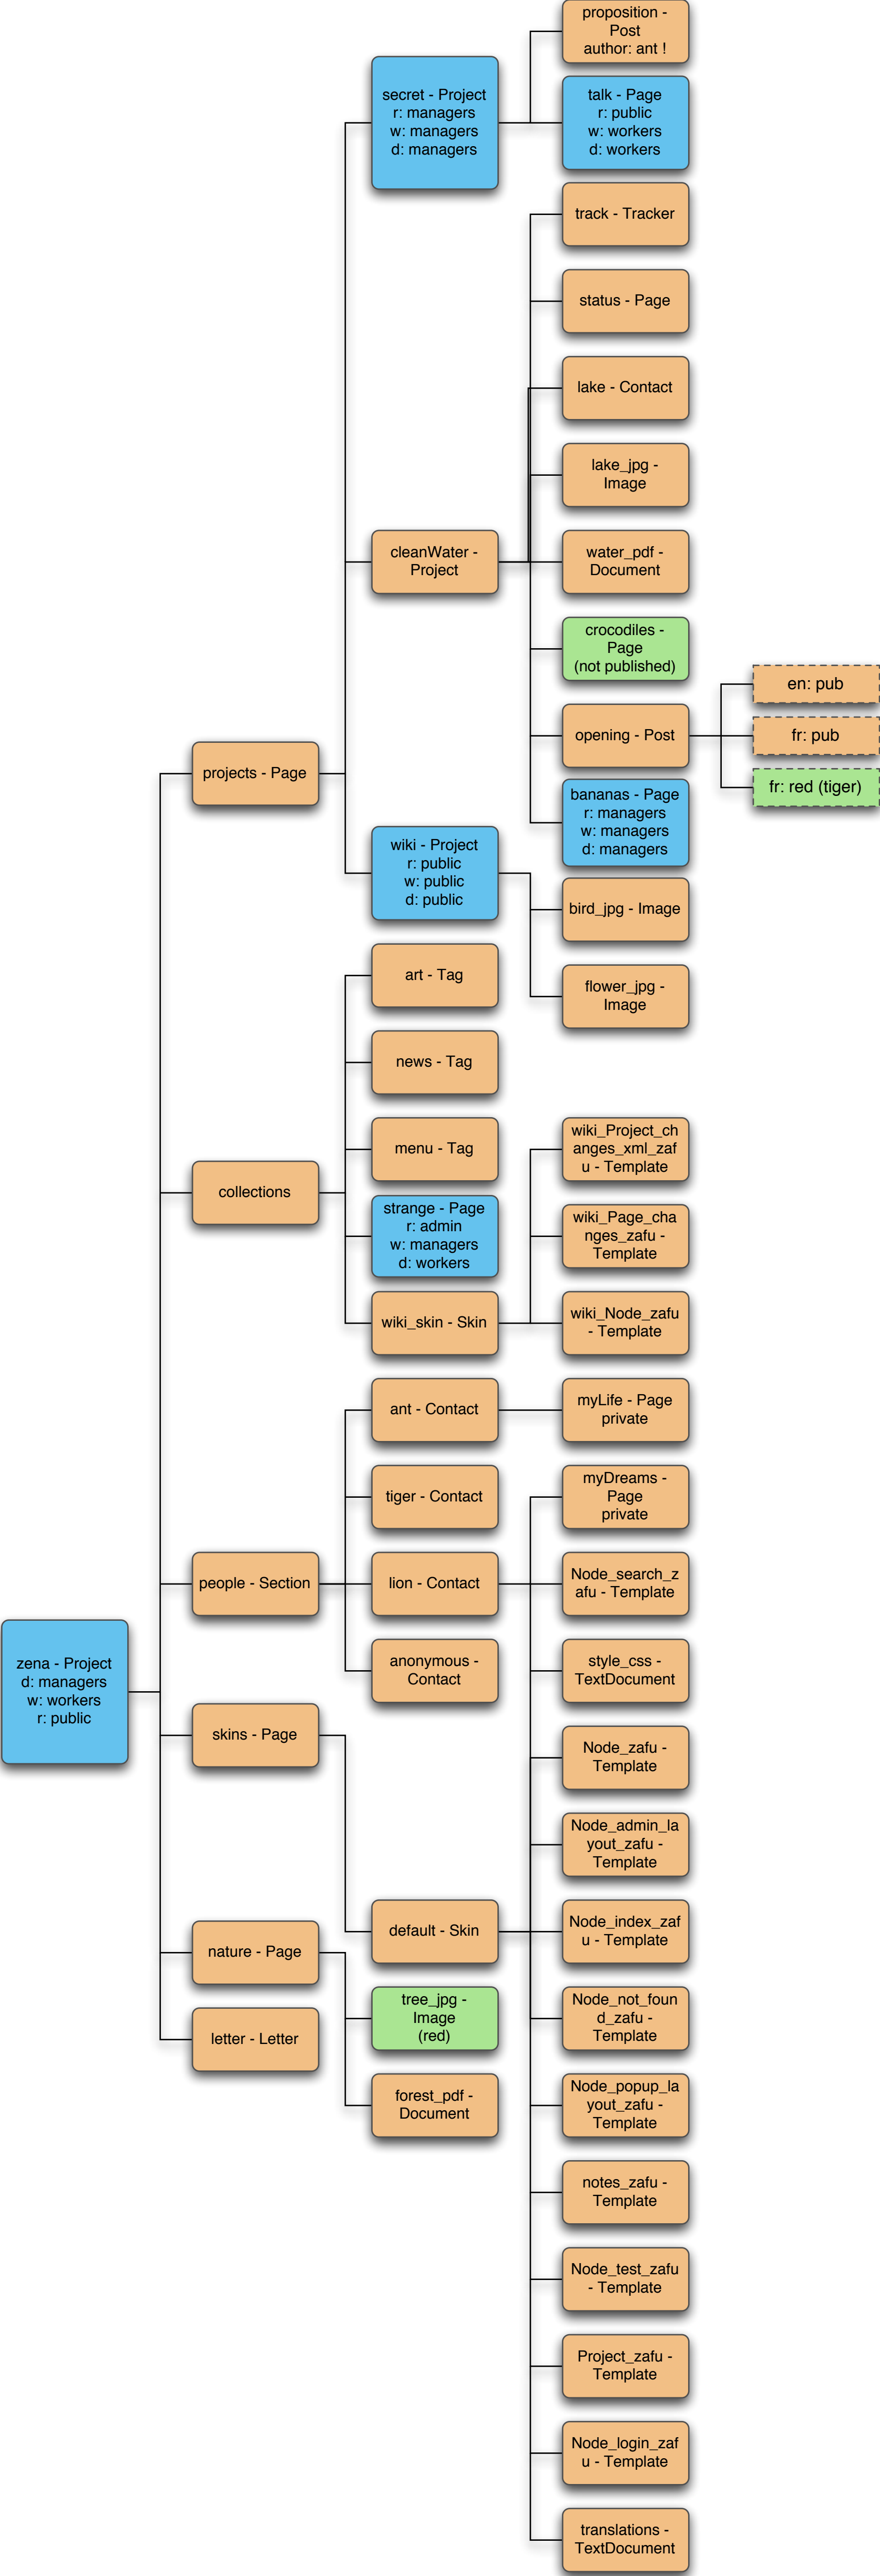 proposition -
Post
author: ant !
secret - Project
r: managers
w: managers
d: managers
talk - Page
r: public
w: workers
d: workers
track - Tracker
status - Page
lake - Contact
lake_jpg -
Image
cleanWater -
Project
water_pdf -
Document
crocodiles -
Page
(not published)
en: pub
opening - Post
fr: pub
projects - Page
fr: red (tiger)
bananas - Page
r: managers
w: managers
d: managers
wiki - Project
r: public
w: public
d: public
bird_jpg - Image
art - Tag
flower_jpg -
Image
news - Tag
menu - Tag
wiki_Project_ch
anges_xml_zaf
u - Template
collections
strange - Page
r: admin
w: managers
d: workers
wiki_Page_cha
nges_zafu -
Template
wiki_skin - Skin
wiki_Node_zafu
- Template
ant - Contact
myLife - Page
private
tiger - Contact
myDreams -
Page
private
people - Section
lion - Contact
Node_search_z
afu - Template
zena - Project
d: managers
w: workers
r: public
anonymous -
Contact
style_css -
TextDocument
skins - Page
Node_zafu -
Template
Node_admin_la
yout_zafu -
Template
default - Skin
Node_index_zaf
u - Template
nature - Page
tree_jpg -
Image
(red)
Node_not_foun
d_zafu -
Template
letter - Letter
forest_pdf -
Document
Node_popup_la
yout_zafu -
Template
notes_zafu -
Template
Node_test_zafu
- Template
Project_zafu -
Template
Node_login_zaf
u - Template
translations -
TextDocument